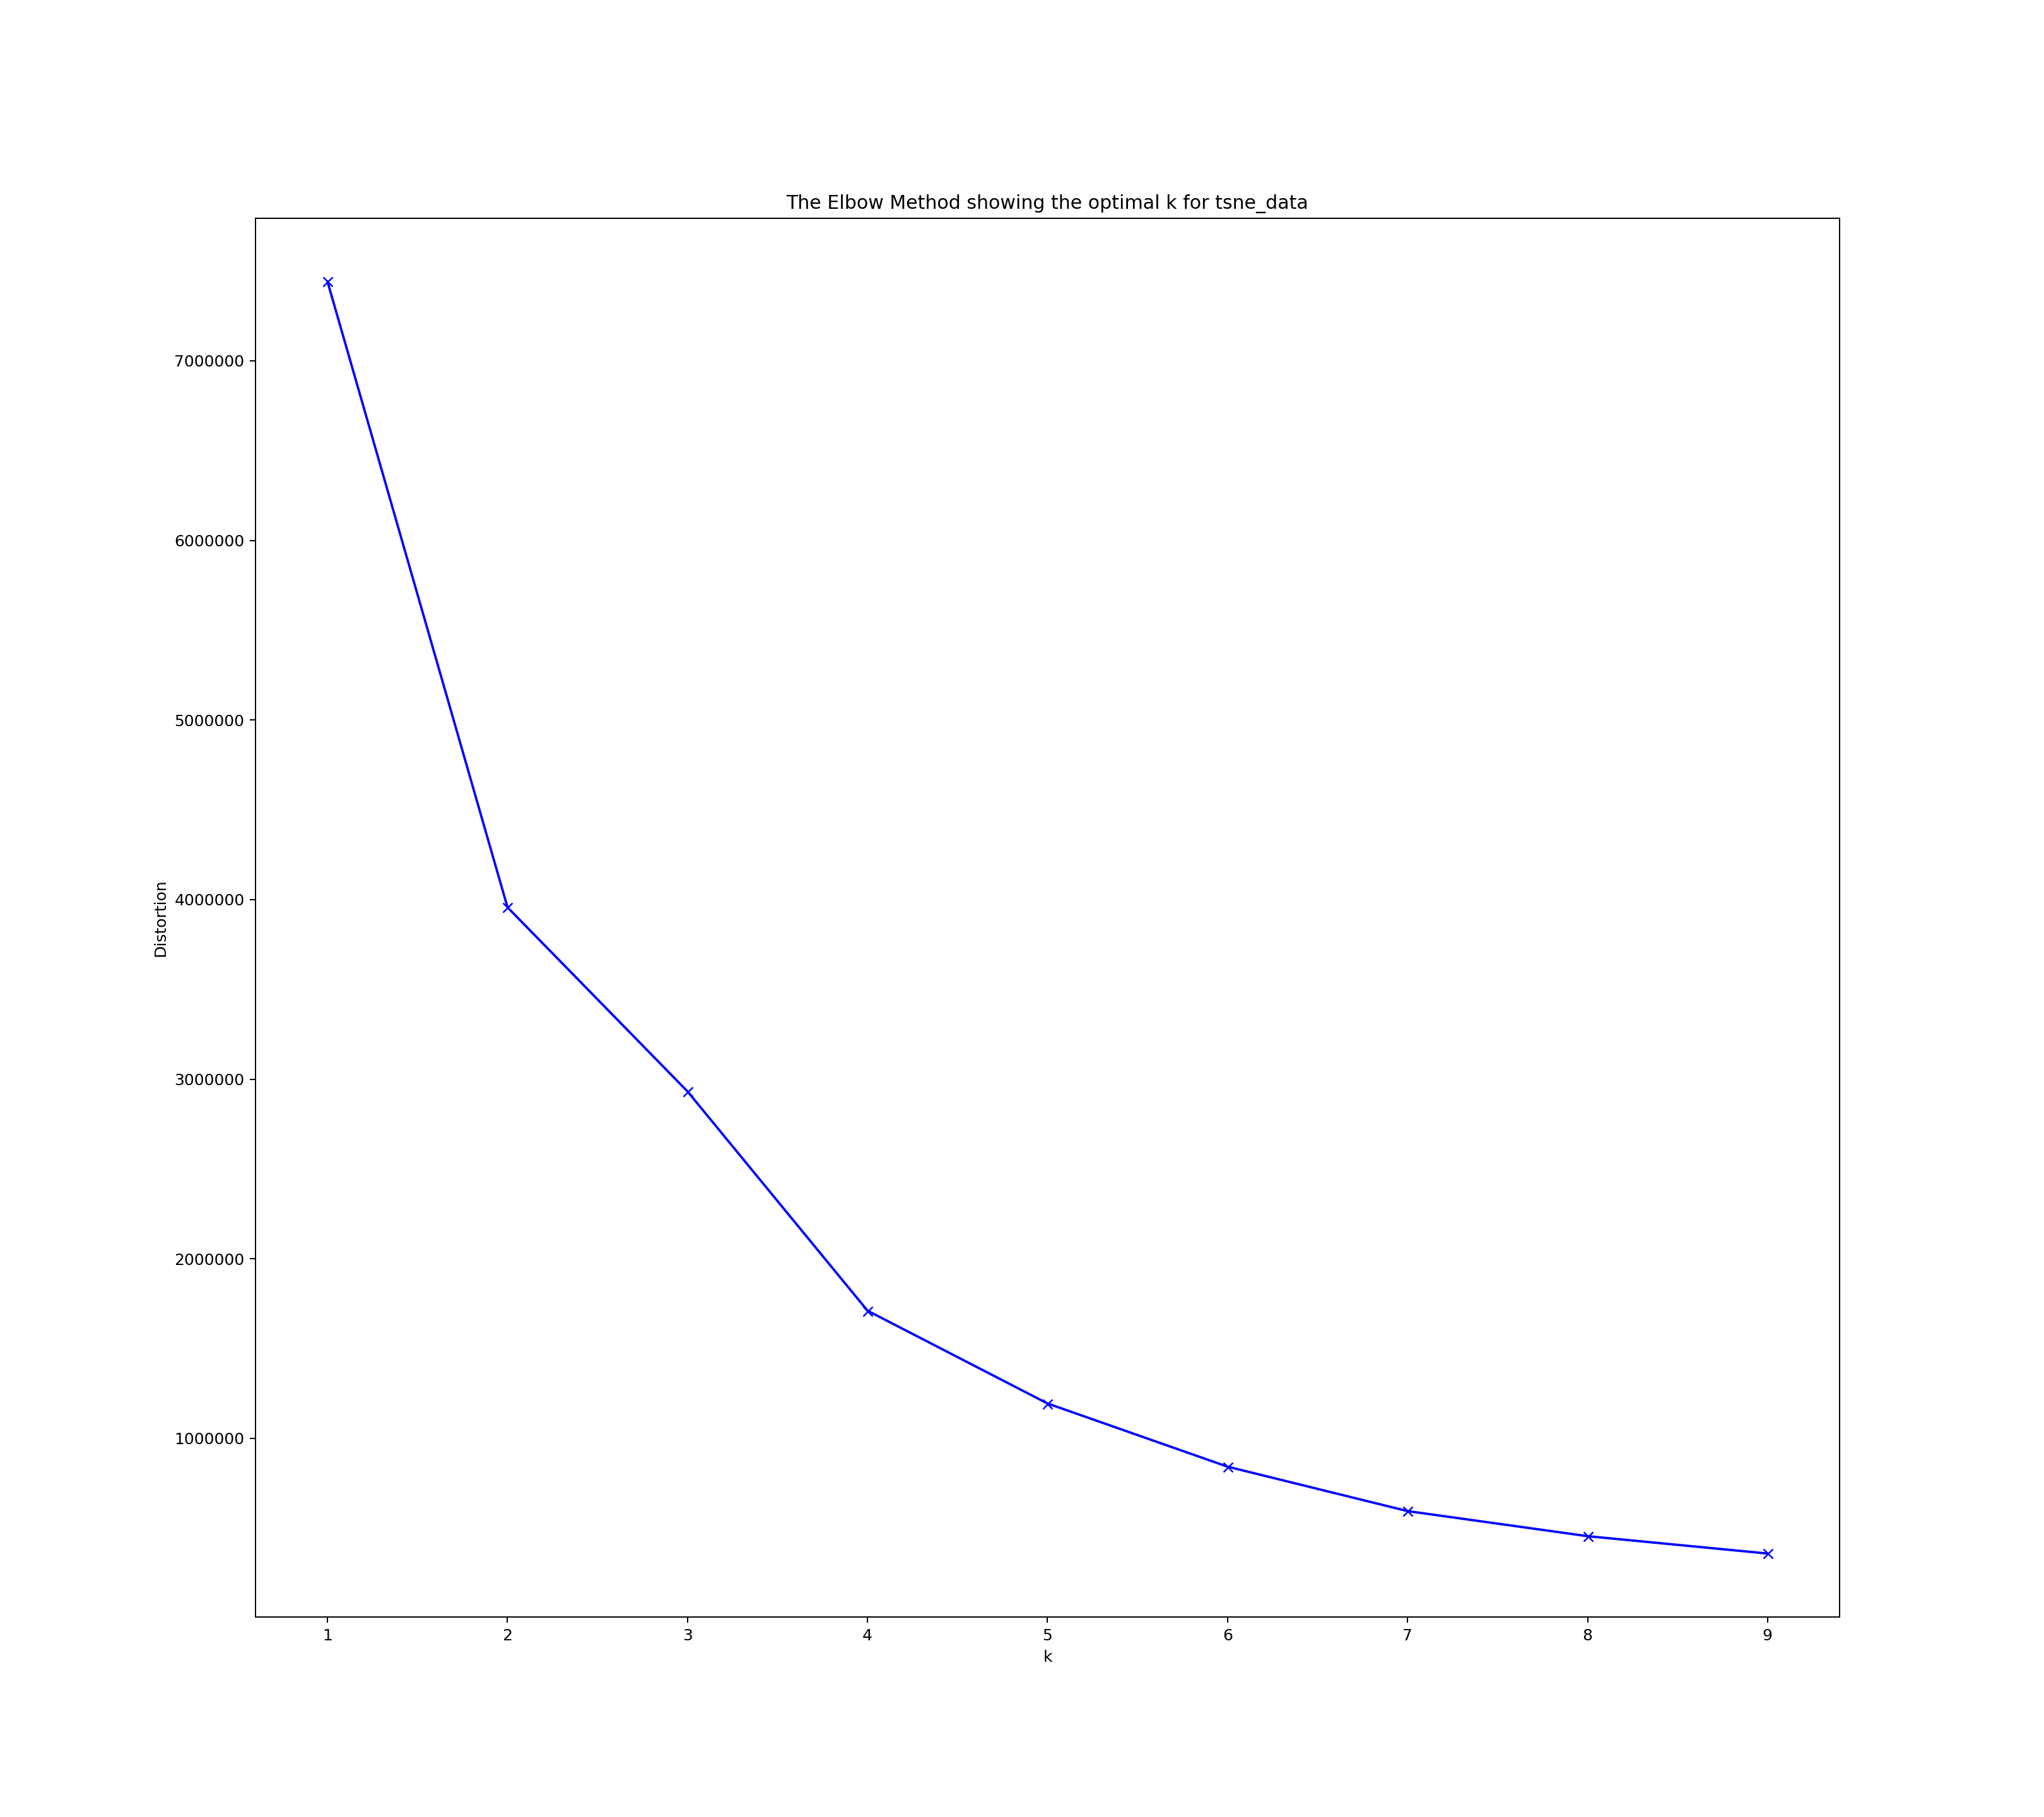 The Elbow Method showing the optimal k for tsne_data
7000000
6000000
5000000
4000000
3000000
2000000
1000000
Distortion
1 2 3 4 5 6 7 8 9
k